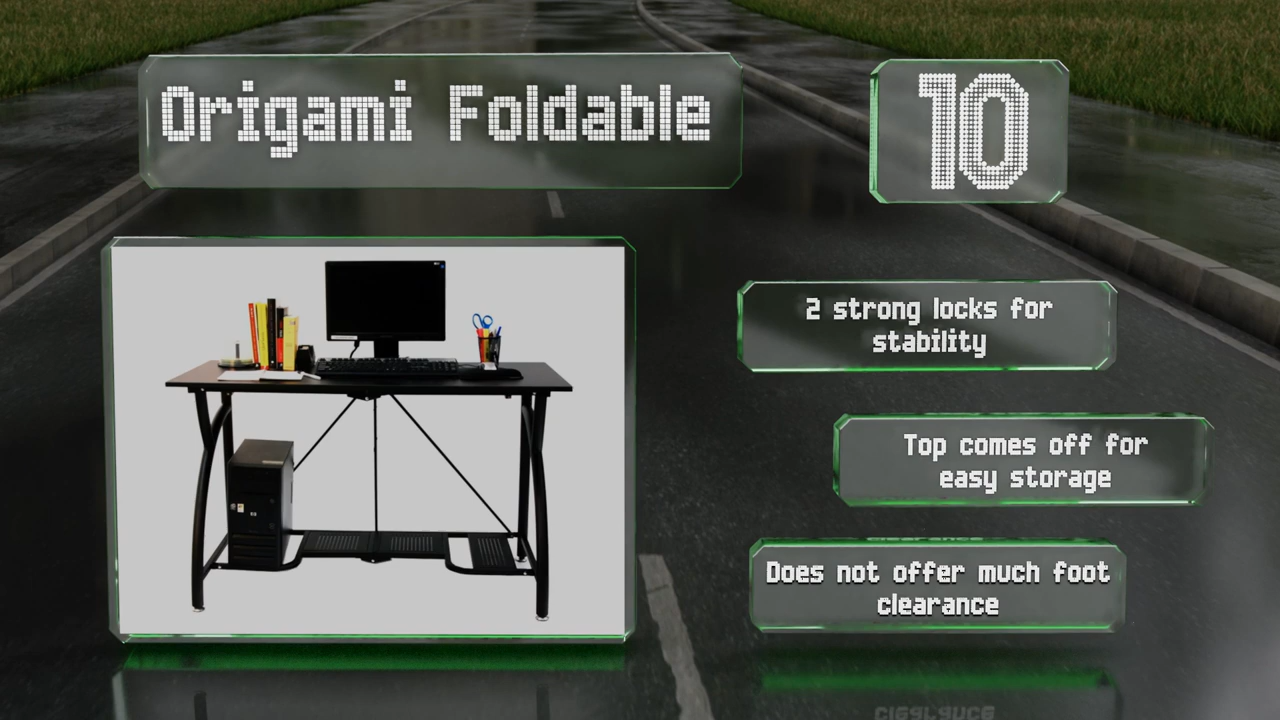 Origami Foldable
10
2 strong locks for
stability
Top comes off for
easy storage
Does not offer much foot
clearance